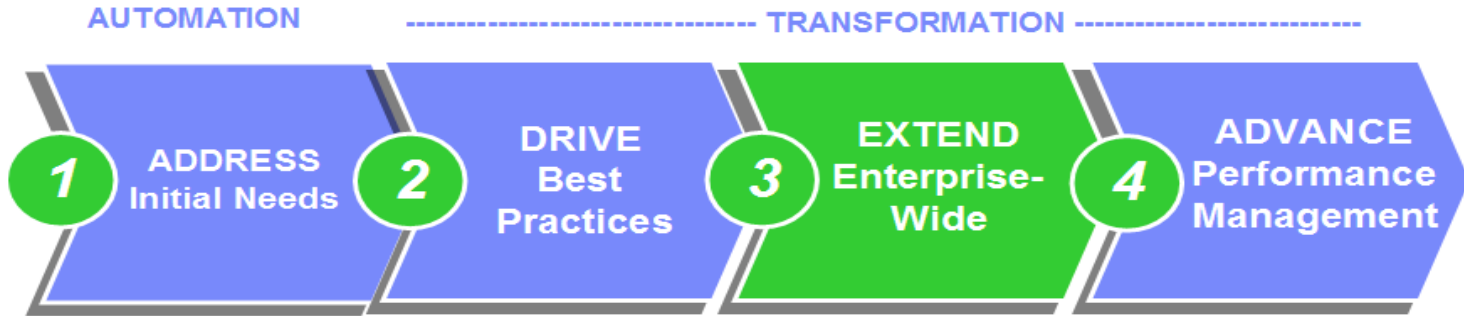 AUTOMATION
--------------------------------- TRANSFORMATION ---------------------------
1
ADDRESS
Initial Needs
2
DRIVE
Best
Practices
3
EXTEND
Enterprise-
Wide
4
ADVANCE
Performance
Management